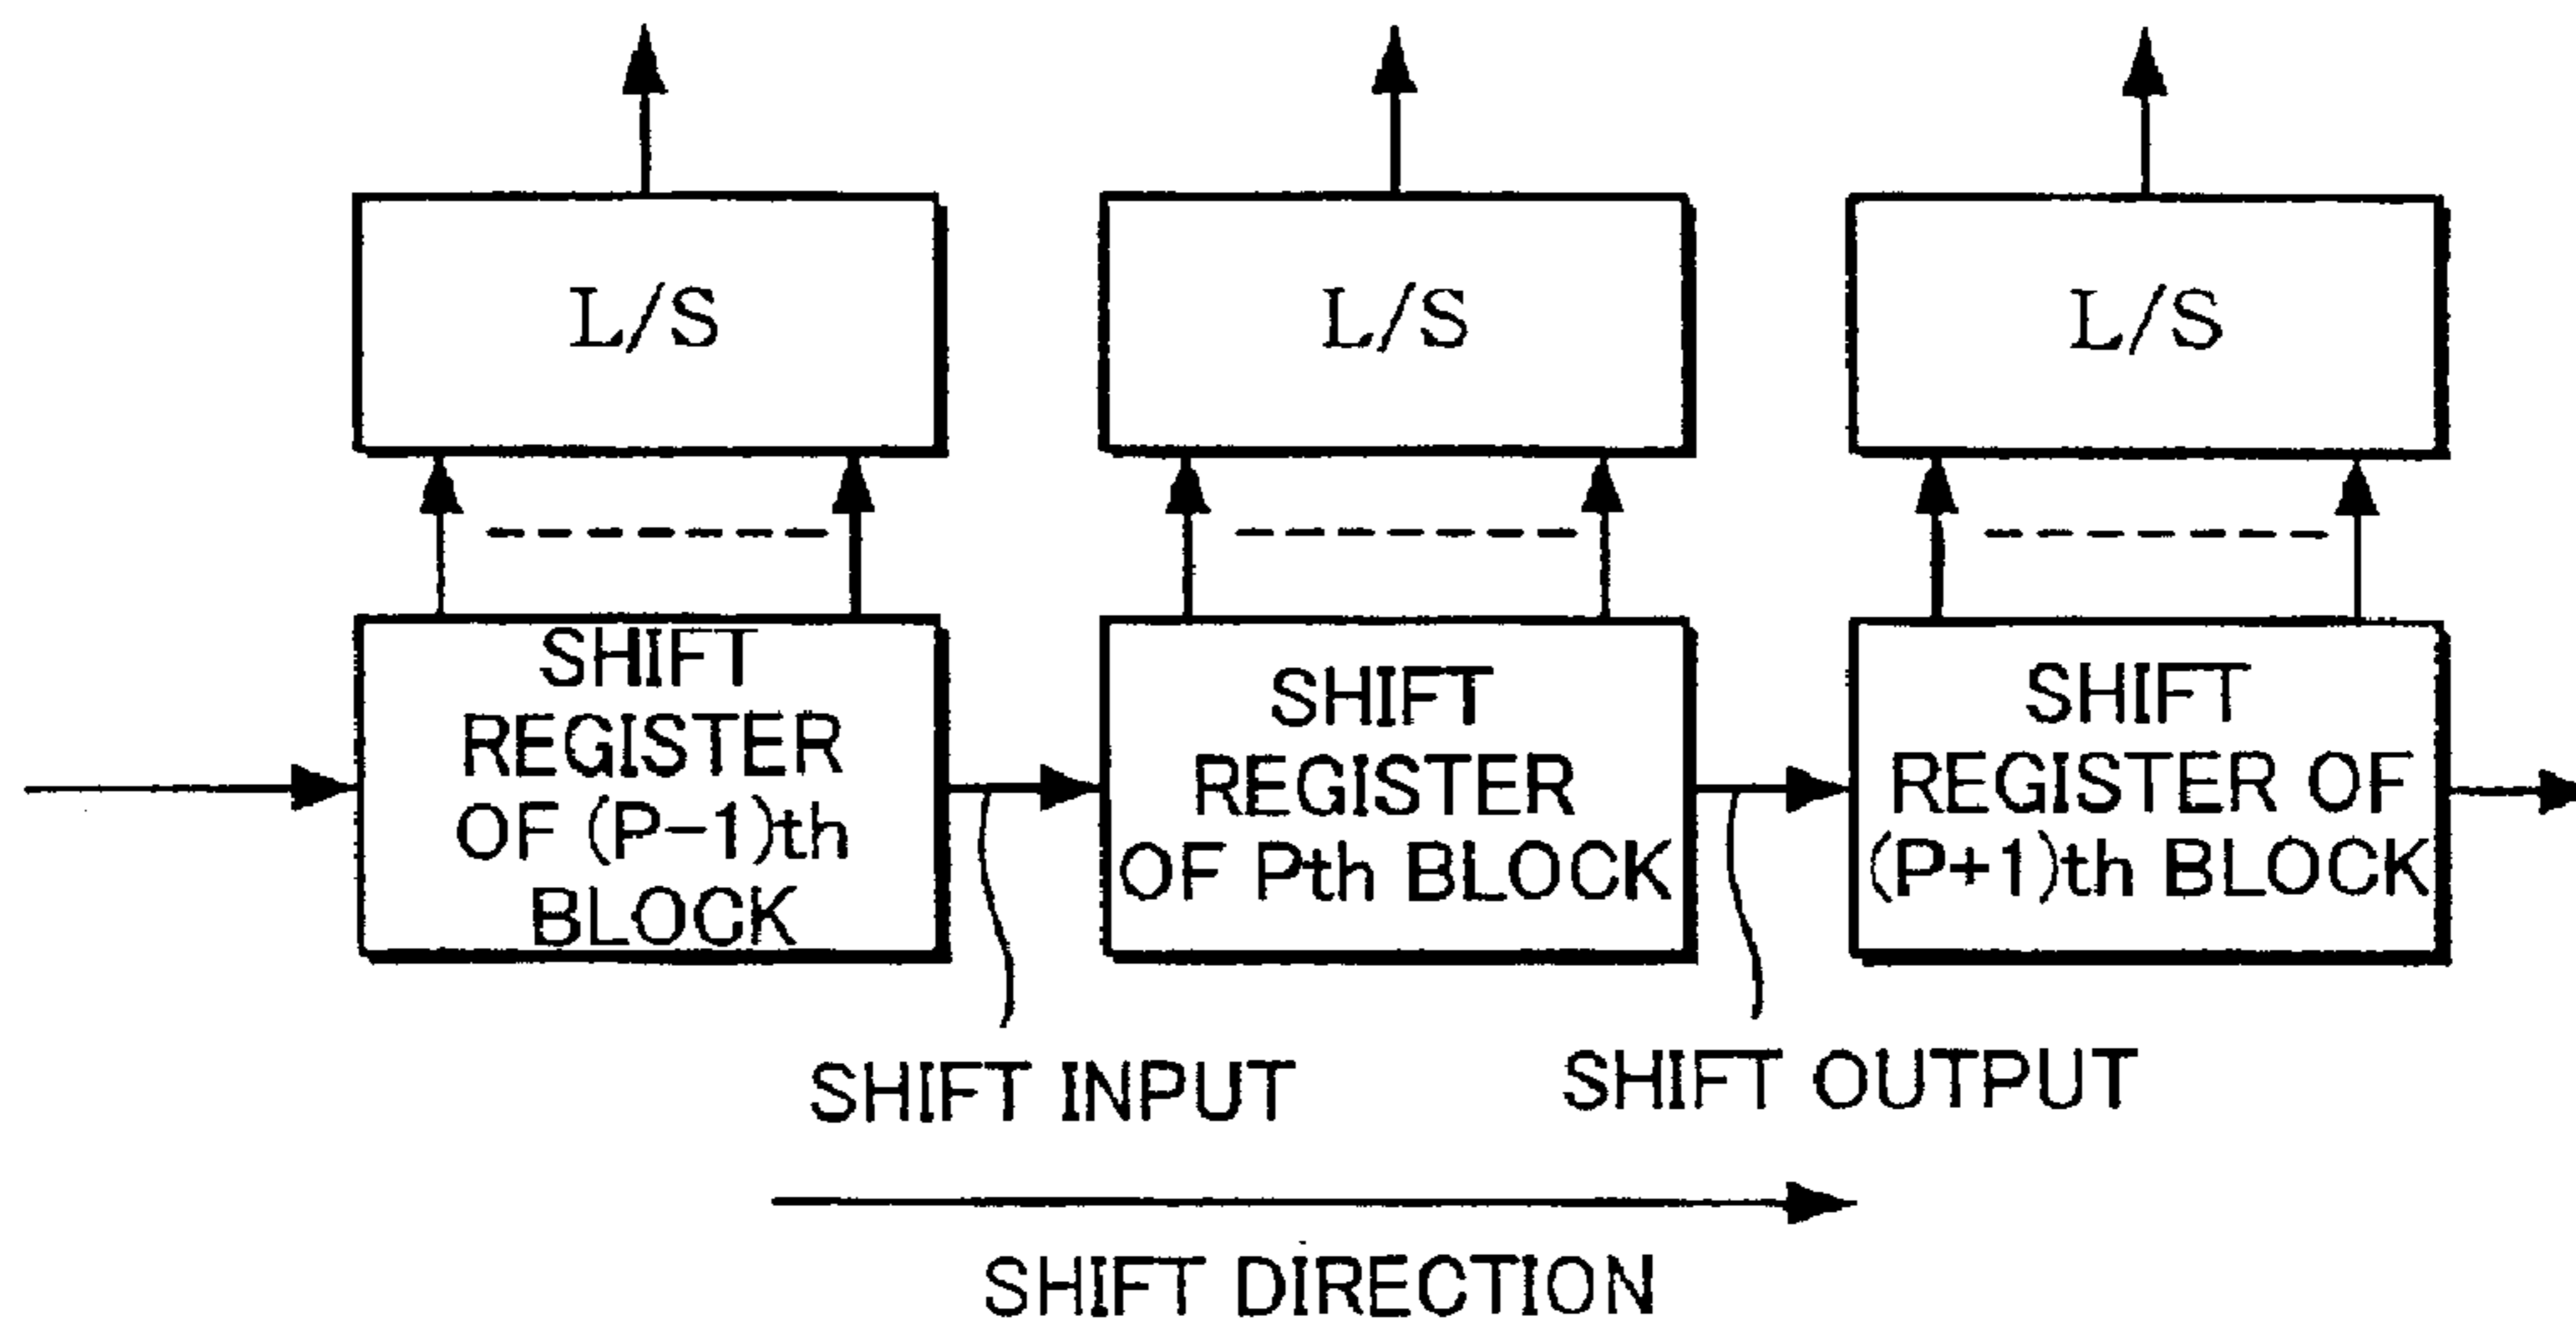 L/S
L/S
L/S
SHIFT
REGISTER
OF (P-1)th
BLOCK
SHIFT
REGISTER
OF Pth BLOCK
SHIFT
REGISTER OF
(P+1)th BLOCK
SHIFT INPUT
SHIFT OUTPUT
SHIFT DIRECTION